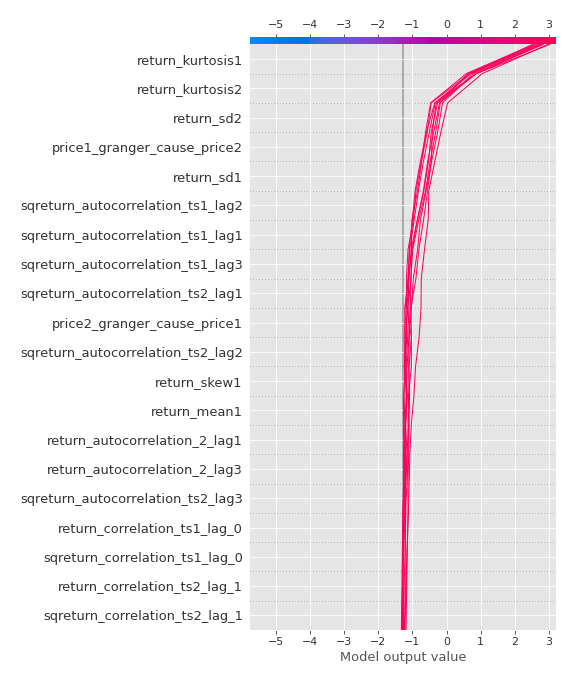 −5 −4 −3 −2 −1 0 1 2 3
return_kurtosis1
return_kurtosis2
return_sd2
price1_granger_cause_price2
return_sd1
sqreturn_autocorrelation_ts1_lag2
sqreturn_autocorrelation_ts1_lag1
sqreturn_autocorrelation_ts1_lag3
sqreturn_autocorrelation_ts2_lag1
price2_granger_cause_price1
sqreturn_autocorrelation_ts2_lag2
return_skew1
return_mean1
return_autocorrelation_2_lag1
return_autocorrelation_2_lag3
sqreturn_autocorrelation_ts2_lag3
return_correlation_ts1_lag_0
sqreturn_correlation_ts1_lag_0
return_correlation_ts2_lag_1
sqreturn_correlation_ts2_lag_1
−5 −4 −3 −2 −1 0 1 2 3
Model output value